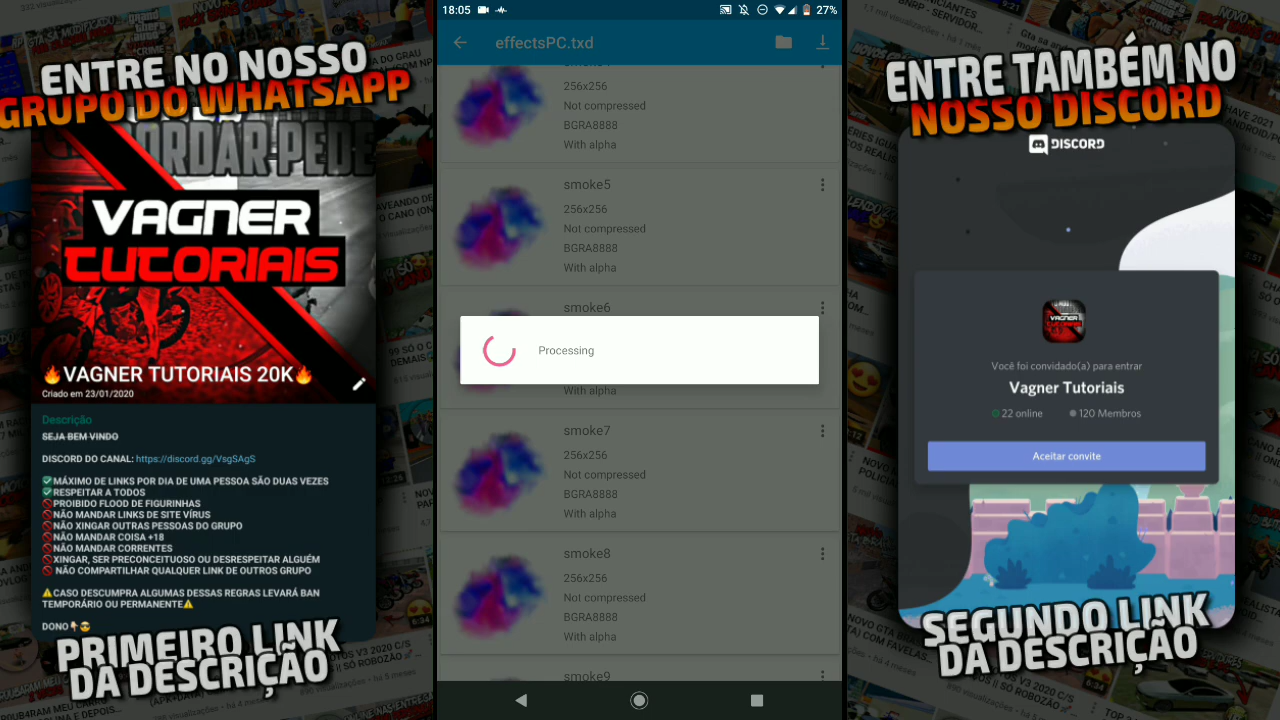 ENTRE NO NOSSO
GRUPO DO WHATSAPP
VAGNER
TUTORIAIS
🔥VAGNER TUTORIAIS 20K🔥
Criado em 23/01/2020
Descrição
SEJA BEM VINDO
DISCORD DO CANAL: https://discord.gg/VsgSAgS
✅MÁXIMO DE LINKS POR DIA DE UMA PESSOA SÃO DUAS VEZES
✅RESPEITAR A TODOS
🚫PROIBIDO FLOOD DE FIGURINHAS
🚫NÃO MANDAR LINKS DE SITE VÍRUS
🚫NÃO XINGAR OUTRAS PESSOAS DO GRUPO
🚫NÃO MANDAR COISA +18
🚫NÃO MANDAR CORRENTES
🚫XINGAR, SER PRECONCEITUOSO OU DESRESPEITAR ALGUÉM
🚫 NÃO COMPARTILHAR QUALQUER LINK DE OUTROS GRUPO
⚠️CASO DESCUMPRA ALGUMAS DESSAS REGRAS LEVARÁ BAN
TEMPORÁRIO OU PERMANENTE⚠️
DONO👇😎
PRIMEIRO LINK
DA DESCRIÇÃO
18:05
27%
effectsPC.txd
256x256
Not compressed
BGRA8888
With alpha
smoke5
256x256
Not compressed
BGRA8888
With alpha
smoke6
Processing
With alpha
smoke7
256x256
Not compressed
BGRA8888
With alpha
smoke8
256x256
Not compressed
BGRA8888
With alpha
smoke9
ENTRE TAMBÉM NO
NOSSO DISCORD
DISCORD
Você foi convidado(a) para entrar
Vagner Tutoriais
22 online
120 Membros
Aceitar convite
SEGUNDO LINK
DA DESCRIÇÃO